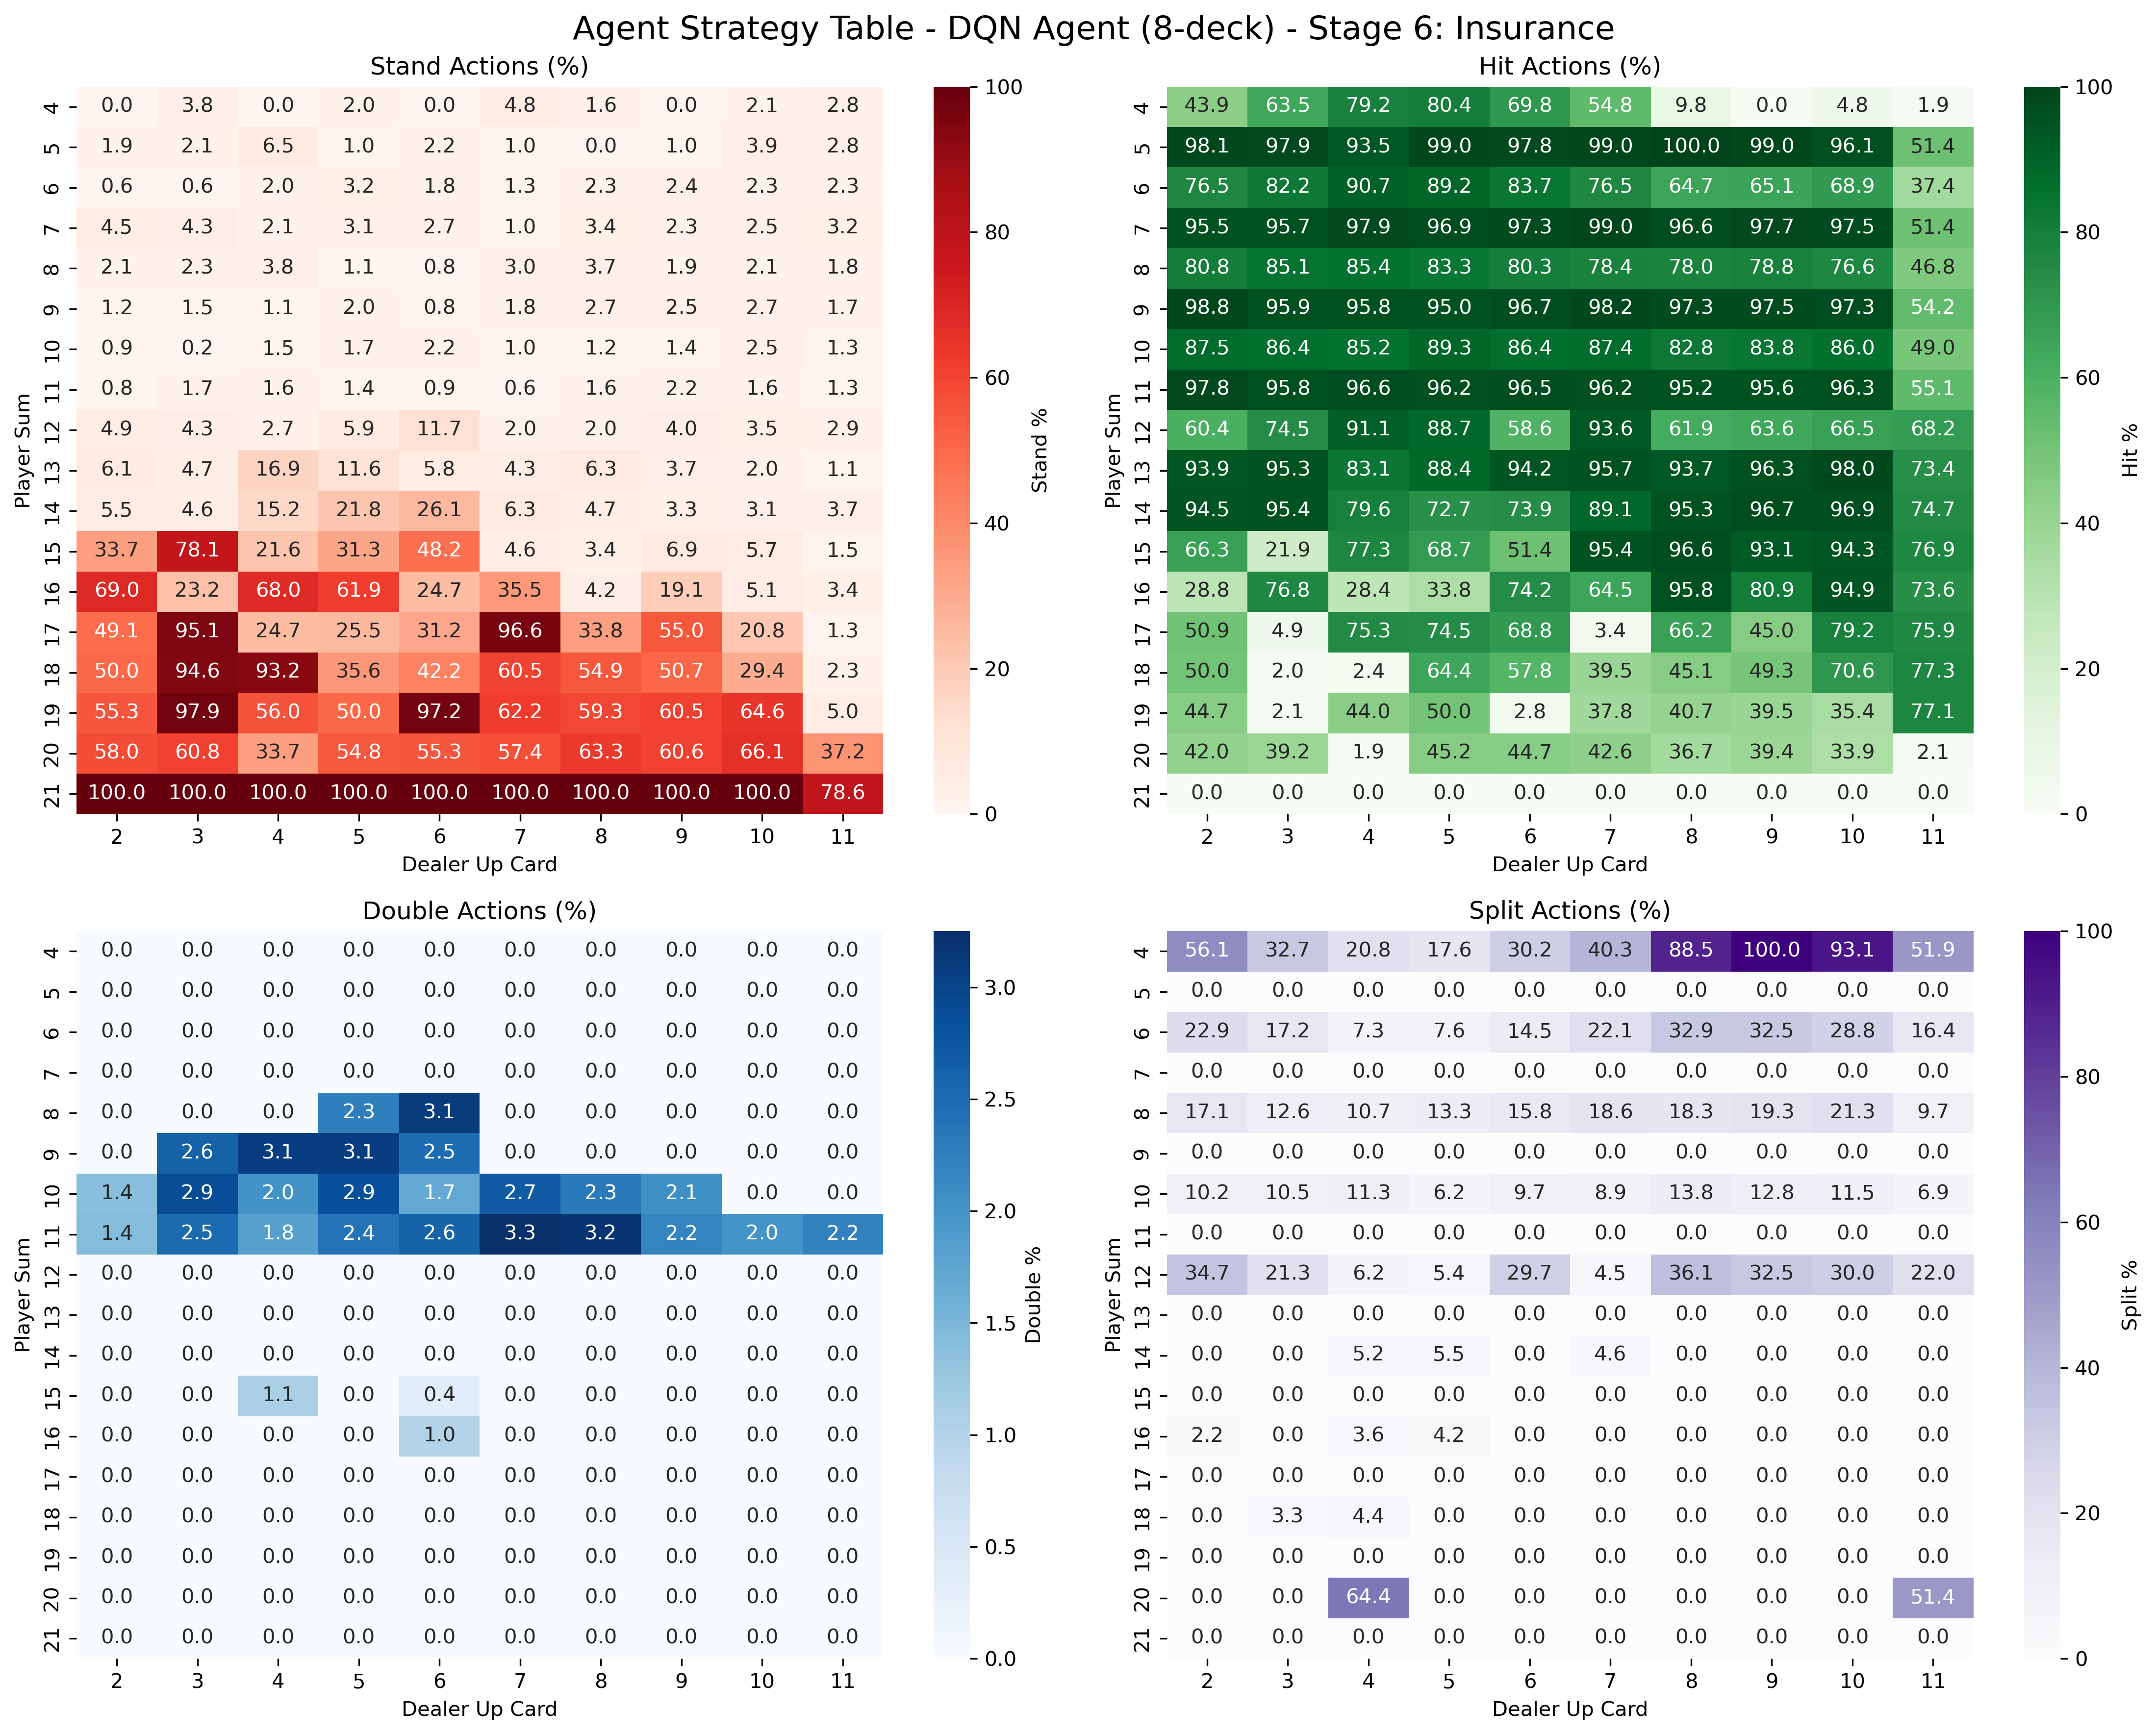 Agent Strategy Table - DQN Agent (8-deck) - Stage 6: Insurance
Stand Actions (%)
4 0.0 3.8 0.0 2.0 0.0 4.8 1.6 0.0 2.1 2.8
5 1.9 2.1 6.5 1.0 2.2 1.0 0.0 1.0 3.9 2.8
6 0.6 0.6 2.0 3.2 1.8 1.3 2.3 2.4 2.3 2.3
7 4.5 4.3 2.1 3.1 2.7 1.0 3.4 2.3 2.5 3.2
8 2.1 2.3 3.8 1.1 0.8 3.0 3.7 1.9 2.1 1.8
9 1.2 1.5 1.1 2.0 0.8 1.8 2.7 2.5 2.7 1.7
10 0.9 0.2 1.5 1.7 2.2 1.0 1.2 1.4 2.5 1.3
11 0.8 1.7 1.6 1.4 0.9 0.6 1.6 2.2 1.6 1.3
12 4.9 4.3 2.7 5.9 11.7 2.0 2.0 4.0 3.5 2.9
13 6.1 4.7 16.9 11.6 5.8 4.3 6.3 3.7 2.0 1.1
14 5.5 4.6 15.2 21.8 26.1 6.3 4.7 3.3 3.1 3.7
15 33.7 78.1 21.6 31.3 48.2 4.6 3.4 6.9 5.7 1.5
16 69.0 23.2 68.0 61.9 24.7 35.5 4.2 19.1 5.1 3.4
17 49.1 95.1 24.7 25.5 31.2 96.6 33.8 55.0 20.8 1.3
18 50.0 94.6 93.2 35.6 42.2 60.5 54.9 50.7 29.4 2.3
19 55.3 97.9 56.0 50.0 97.2 62.2 59.3 60.5 64.6 5.0
20 58.0 60.8 33.7 54.8 55.3 57.4 63.3 60.6 66.1 37.2
21 100.0 100.0 100.0 100.0 100.0 100.0 100.0 100.0 100.0 78.6
2 3 4 5 6 7 8 9 10 11
Dealer Up Card
Player Sum
100
80
60
40
20
0
Stand %
Hit Actions (%)
4 43.9 63.5 79.2 80.4 69.8 54.8 9.8 0.0 4.8 1.9
5 98.1 97.9 93.5 99.0 97.8 99.0 100.0 99.0 96.1 51.4
6 76.5 82.2 90.7 89.2 83.7 76.5 64.7 65.1 68.9 37.4
7 95.5 95.7 97.9 96.9 97.3 99.0 96.6 97.7 97.5 51.4
8 80.8 85.1 85.4 83.3 80.3 78.4 78.0 78.8 76.6 46.8
9 98.8 95.9 95.8 95.0 96.7 98.2 97.3 97.5 97.3 54.2
10 87.5 86.4 85.2 89.3 86.4 87.4 82.8 83.8 86.0 49.0
11 97.8 95.8 96.6 96.2 96.5 96.2 95.2 95.6 96.3 55.1
12 60.4 74.5 91.1 88.7 58.6 93.6 61.9 63.6 66.5 68.2
13 93.9 95.3 83.1 88.4 94.2 95.7 93.7 96.3 98.0 73.4
14 94.5 95.4 79.6 72.7 73.9 89.1 95.3 96.7 96.9 74.7
15 66.3 21.9 77.3 68.7 51.4 95.4 96.6 93.1 94.3 76.9
16 28.8 76.8 28.4 33.8 74.2 64.5 95.8 80.9 94.9 73.6
17 50.9 4.9 75.3 74.5 68.8 3.4 66.2 45.0 79.2 75.9
18 50.0 2.0 2.4 64.4 57.8 39.5 45.1 49.3 70.6 77.3
19 44.7 2.1 44.0 50.0 2.8 37.8 40.7 39.5 35.4 77.1
20 42.0 39.2 1.9 45.2 44.7 42.6 36.7 39.4 33.9 2.1
21 0.0 0.0 0.0 0.0 0.0 0.0 0.0 0.0 0.0 0.0
2 3 4 5 6 7 8 9 10 11
Dealer Up Card
Player Sum
100
80
60
40
20
0
Hit %
Double Actions (%)
4 0.0 0.0 0.0 0.0 0.0 0.0 0.0 0.0 0.0 0.0
5 0.0 0.0 0.0 0.0 0.0 0.0 0.0 0.0 0.0 0.0
6 0.0 0.0 0.0 0.0 0.0 0.0 0.0 0.0 0.0 0.0
7 0.0 0.0 0.0 0.0 0.0 0.0 0.0 0.0 0.0 0.0
8 0.0 0.0 0.0 2.3 3.1 0.0 0.0 0.0 0.0 0.0
9 0.0 2.6 3.1 3.1 2.5 0.0 0.0 0.0 0.0 0.0
10 1.4 2.9 2.0 2.9 1.7 2.7 2.3 2.1 0.0 0.0
11 1.4 2.5 1.8 2.4 2.6 3.3 3.2 2.2 2.0 2.2
12 0.0 0.0 0.0 0.0 0.0 0.0 0.0 0.0 0.0 0.0
13 0.0 0.0 0.0 0.0 0.0 0.0 0.0 0.0 0.0 0.0
14 0.0 0.0 0.0 0.0 0.0 0.0 0.0 0.0 0.0 0.0
15 0.0 0.0 1.1 0.0 0.4 0.0 0.0 0.0 0.0 0.0
16 0.0 0.0 0.0 0.0 1.0 0.0 0.0 0.0 0.0 0.0
17 0.0 0.0 0.0 0.0 0.0 0.0 0.0 0.0 0.0 0.0
18 0.0 0.0 0.0 0.0 0.0 0.0 0.0 0.0 0.0 0.0
19 0.0 0.0 0.0 0.0 0.0 0.0 0.0 0.0 0.0 0.0
20 0.0 0.0 0.0 0.0 0.0 0.0 0.0 0.0 0.0 0.0
21 0.0 0.0 0.0 0.0 0.0 0.0 0.0 0.0 0.0 0.0
2 3 4 5 6 7 8 9 10 11
Dealer Up Card
Player Sum
3.0
2.5
2.0
1.5
1.0
0.5
0.0
Double %
Split Actions (%)
4 56.1 32.7 20.8 17.6 30.2 40.3 88.5 100.0 93.1 51.9
5 0.0 0.0 0.0 0.0 0.0 0.0 0.0 0.0 0.0 0.0
6 22.9 17.2 7.3 7.6 14.5 22.1 32.9 32.5 28.8 16.4
7 0.0 0.0 0.0 0.0 0.0 0.0 0.0 0.0 0.0 0.0
8 17.1 12.6 10.7 13.3 15.8 18.6 18.3 19.3 21.3 9.7
9 0.0 0.0 0.0 0.0 0.0 0.0 0.0 0.0 0.0 0.0
10 10.2 10.5 11.3 6.2 9.7 8.9 13.8 12.8 11.5 6.9
11 0.0 0.0 0.0 0.0 0.0 0.0 0.0 0.0 0.0 0.0
12 34.7 21.3 6.2 5.4 29.7 4.5 36.1 32.5 30.0 22.0
13 0.0 0.0 0.0 0.0 0.0 0.0 0.0 0.0 0.0 0.0
14 0.0 0.0 5.2 5.5 0.0 4.6 0.0 0.0 0.0 0.0
15 0.0 0.0 0.0 0.0 0.0 0.0 0.0 0.0 0.0 0.0
16 2.2 0.0 3.6 4.2 0.0 0.0 0.0 0.0 0.0 0.0
17 0.0 0.0 0.0 0.0 0.0 0.0 0.0 0.0 0.0 0.0
18 0.0 3.3 4.4 0.0 0.0 0.0 0.0 0.0 0.0 0.0
19 0.0 0.0 0.0 0.0 0.0 0.0 0.0 0.0 0.0 0.0
20 0.0 0.0 64.4 0.0 0.0 0.0 0.0 0.0 0.0 51.4
21 0.0 0.0 0.0 0.0 0.0 0.0 0.0 0.0 0.0 0.0
2 3 4 5 6 7 8 9 10 11
Dealer Up Card
Player Sum
100
80
60
40
20
0
Split %